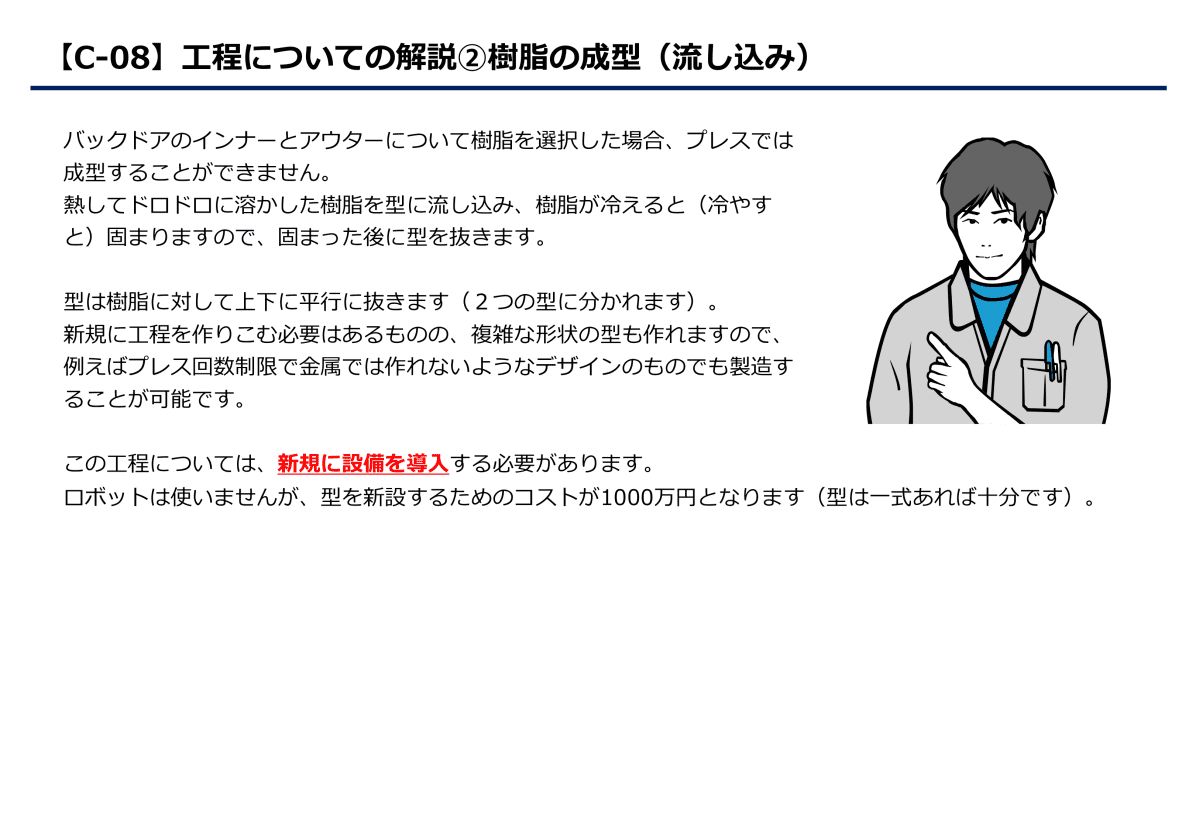 【C-08】工程についての解説②樹脂の成型（流し込み）
バックドアのインナーとアウターについて樹脂を選択した場合、プレスでは
成型することができません。
熱してドロドロに溶かした樹脂を型に流し込み、樹脂が冷えると（冷やす
と）固まりますので、固まった後に型を抜きます。
型は樹脂に対して上下に平行に抜きます（２つの型に分かれます）。
新規に工程を作りこむ必要はあるものの、複雑な形状の型も作れますので、
例えばプレス回数制限で金属では作れないようなデザインのものでも製造す
ることが可能です。
この工程については、新規に設備を導入する必要があります。
ロボットは使いませんが、型を新設するためのコストが1000万円となります（型は一式あれば十分です）。